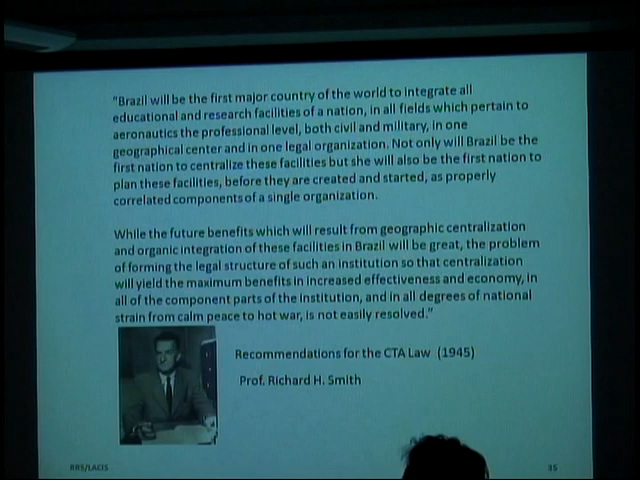 "Brazil will be the first major country of the world to integrate all
educational and research facilities of a nation, in all fields which pertain to
aeronautics the professional level, both civil and military, in one
geographical center and in one legal organization. Not only will Brazil be the
first nation to centralize these facilities but she will also be the first nation to
plan these facilities, before they are created and started, as properly
correlated components of a single organization.
While the future benefits which will result from geographic centralization
and organic integration of these facilities in Brazil will be great, the problem
of forming the legal structure of such an institution so that centralization
will yield the maximum benefits in increased effectiveness and economy, in
all of the component parts of the institution, and in all degrees of national
strain from calm peace to hot war, is not easily resolved."
Recommendations for the CTA Law (1945)
Prof. Richard H. Smith
RRS/LACIS
35